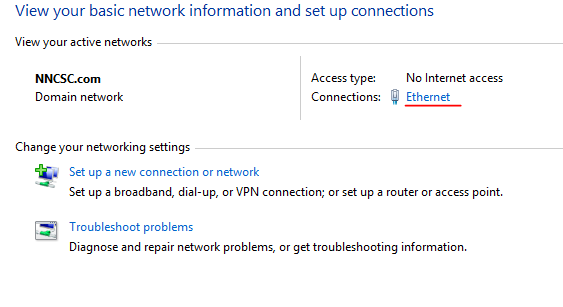 View your basic network information and set up connections
View your active networks
NNCSC.com
Domain network
Access type: No Internet access
Connections: Ethernet
Change your networking settings
Set up a new connection or network
Set up a broadband, dial-up, or VPN connection; or set up a router or access point.
Troubleshoot problems
Diagnose and repair network problems, or get troubleshooting information.